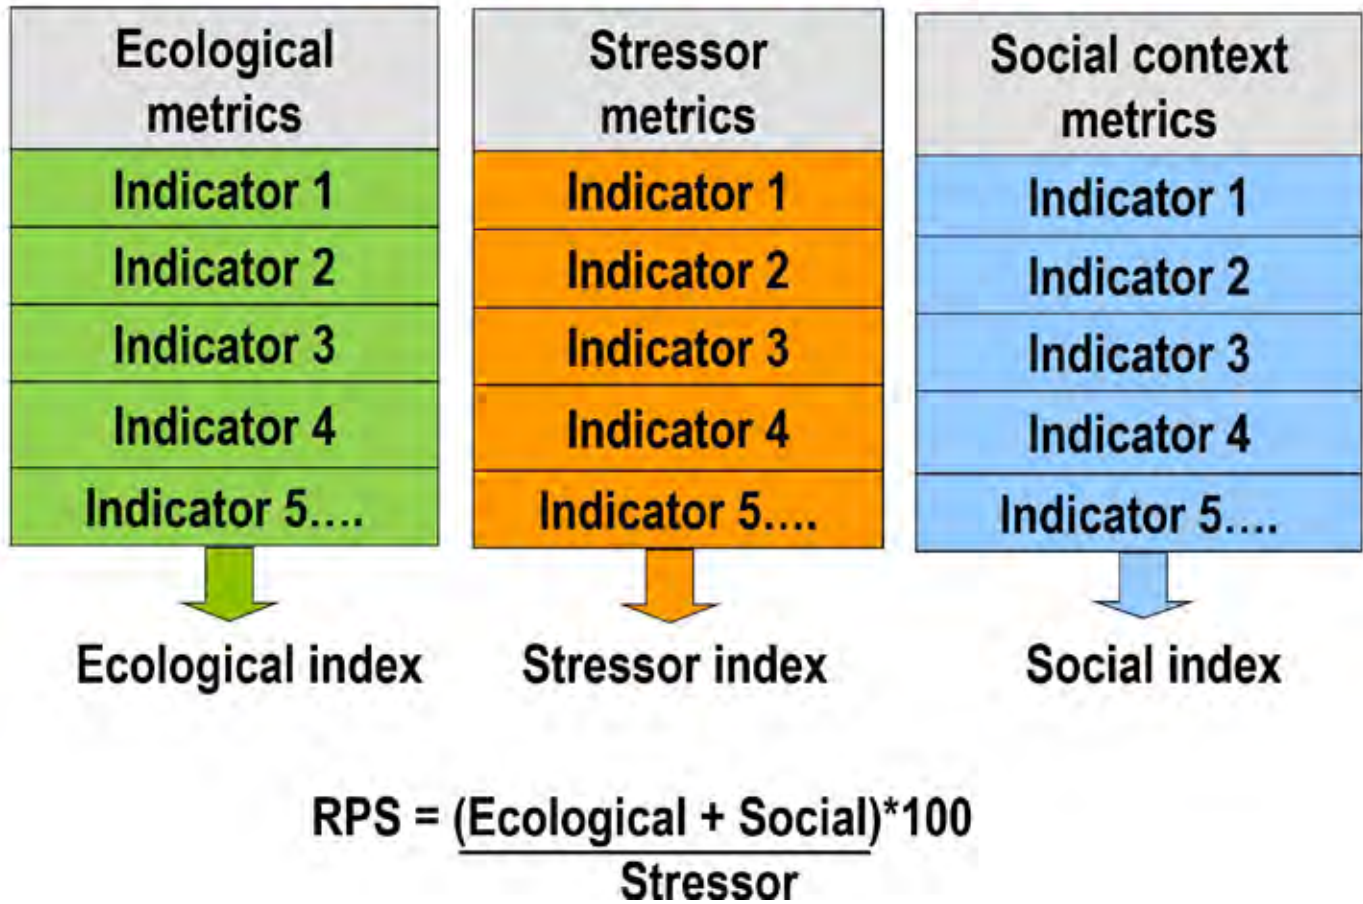 Ecological
metrics
Indicator 1
Indicator 2
Indicator 3
Indicator 4
Indicator 5....
Ecological index
Stressor
metrics
Indicator 1
Indicator 2
Indicator 3
Indicator 4
Indicator 5....
Stressor index
Social context
metrics
Indicator 1
Indicator 2
Indicator 3
Indicator 4
Indicator 5....
Social index
RPS = (Ecological + Social)*100
Stressor